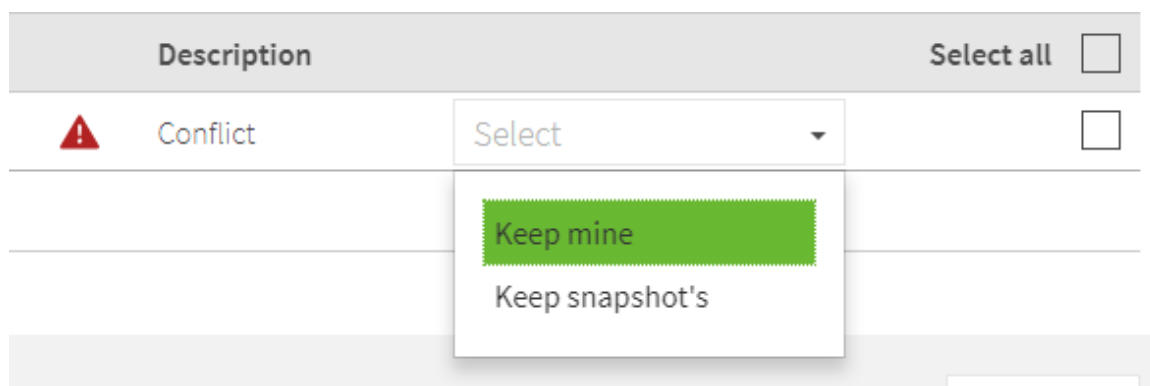 Description Select all
Conflict Select
Keep mine
Keep snapshot's